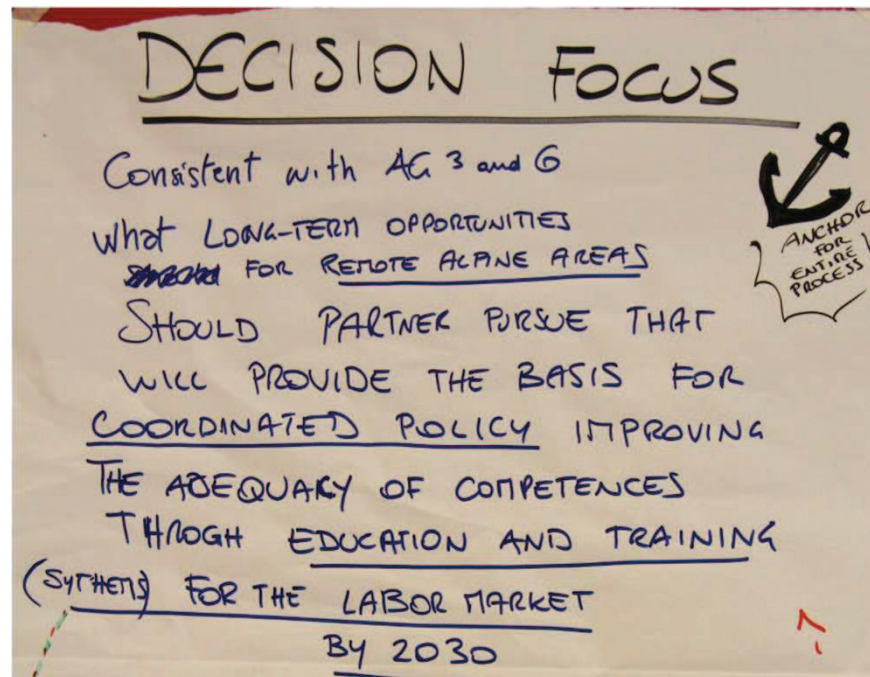 DECISION FOCUS
Consistent with AG 3 and 6
What LONG-TERM OPPORTUNITIES
FOR REMOTE ALPINE AREAS
SHOULD PARTNER PURSUE THAT
WILL PROVIDE THE BASIS FOR
COORDINATED POLICY IMPROVING
THE ADEQUAKY OF COMPETENCES
THROGH EDUCATION AND TRAINING
(SYTHEMS) FOR THE LABOR MARKET
BY 2030
ANCHOR
FOR
ENTIRE
PROCESS